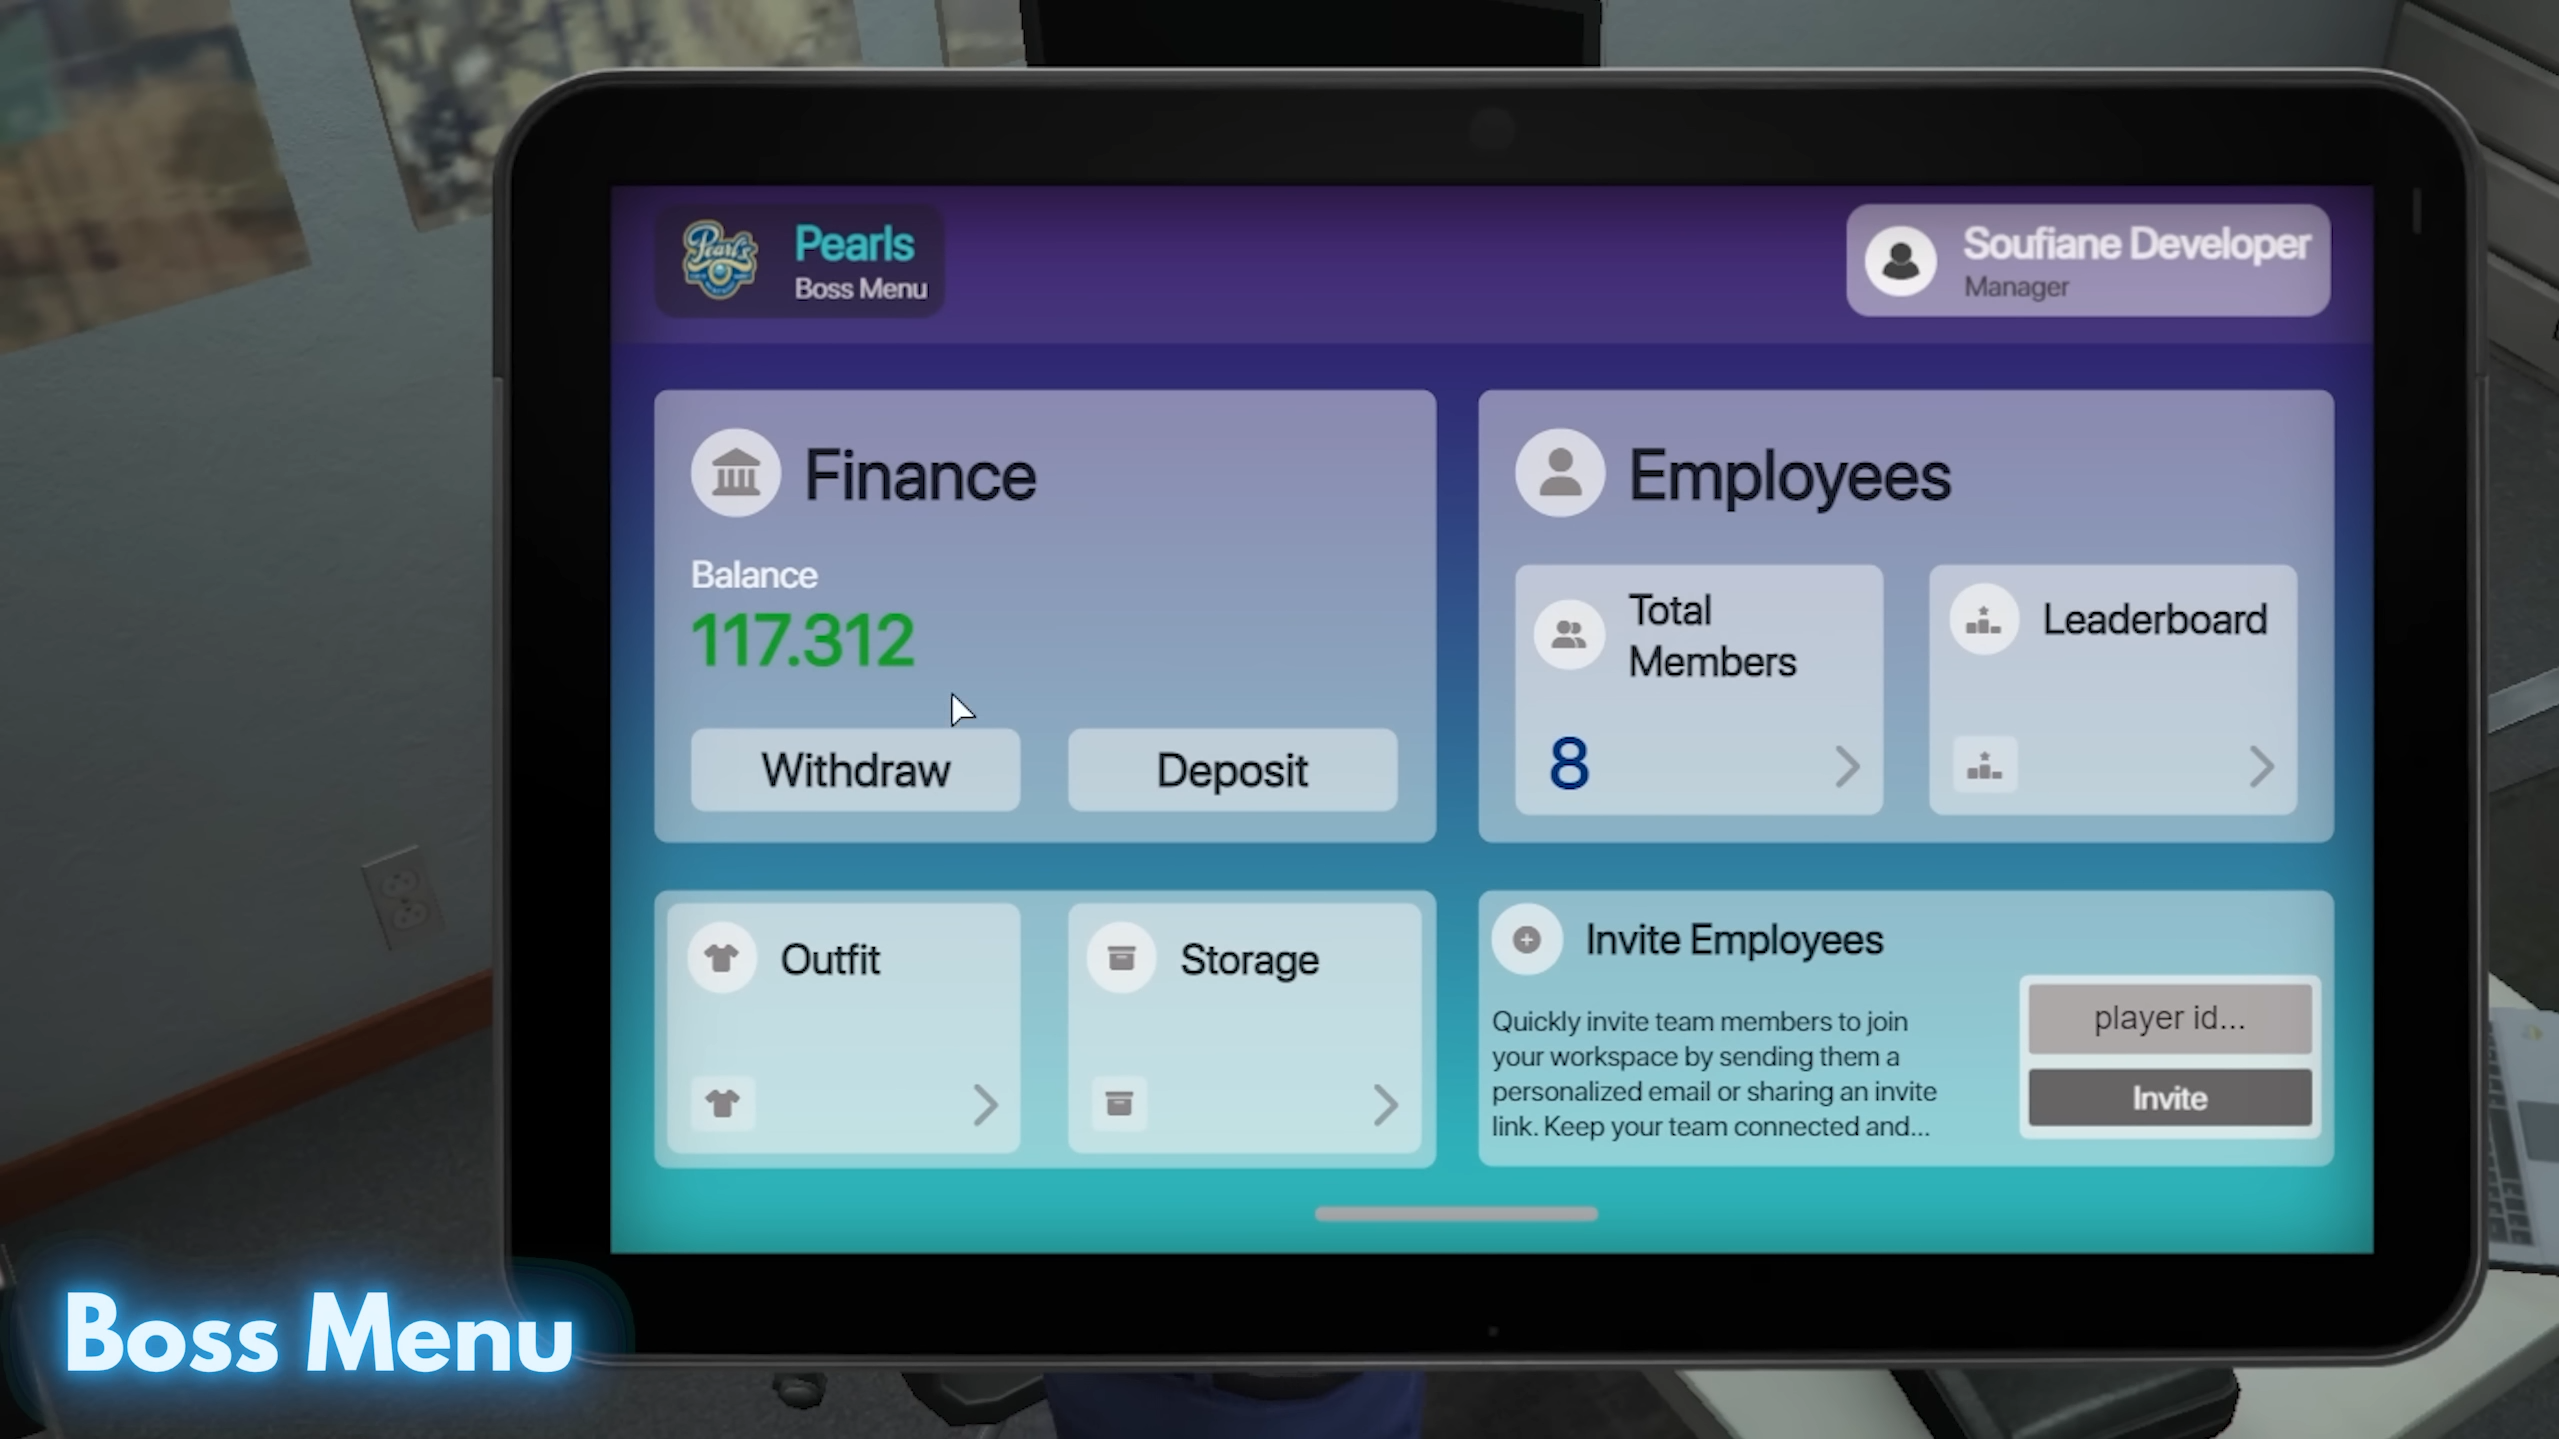 Pearl's
Pearls
Boss Menu
Soufiane Developer
Manager
Finance
Balance
117.312
Withdraw
Deposit
Employees
Total
Members
8
Leaderboard
Outfit
Storage
Invite Employees
Quickly invite team members to join
your workspace by sending them a
personalized email or sharing an invite
link. Keep your team connected and...
player id...
Invite
Boss Menu